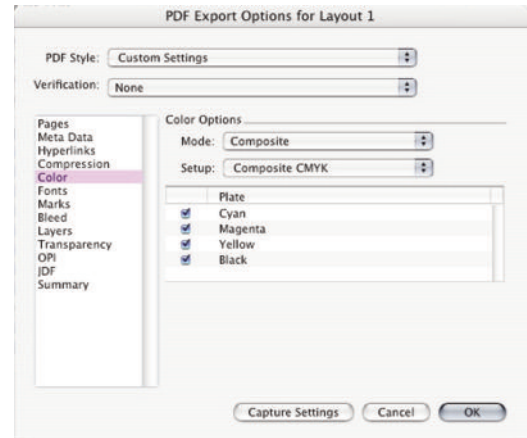 PDF Export Options for Layout 1
PDF Style: Custom Settings
Verification: None
Pages
Meta Data
Hyperlinks
Compression
Color
Fonts
Marks
Bleed
Layers
Transparency
OPI
JDF
Summary
Color Options
Mode: Composite
Setup: Composite CMYK
Plate
Cyan
Magenta
Yellow
Black
Capture Settings Cancel OK